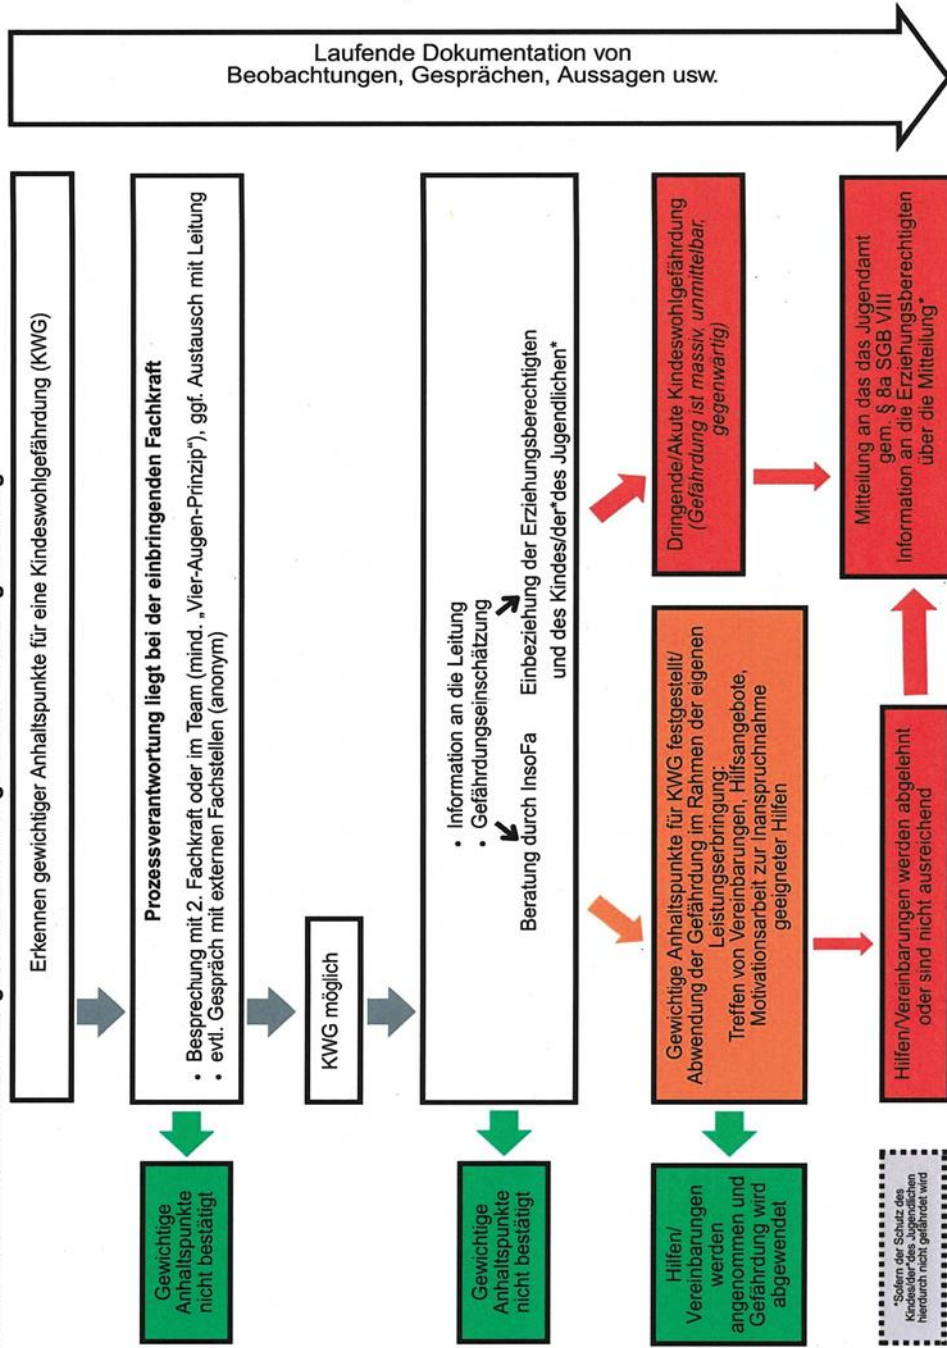 Erkennen gewichtiger Anhaltspunkte für eine Kindeswohlgefährdung (KWG)
Prozessverantwortung liegt bei der einbringenden Fachkraft
• Besprechung mit 2. Fachkraft oder im Team (mind. „Vier-Augen-Prinzip“), ggf. Austausch mit Leitung
• evtl. Gespräch mit externen Fachstellen (anonym)
Gewichtige
Anhaltspunkte
nicht bestätigt
KWG möglich
• Information an die Leitung
• Gefährdungseinschätzung
Beratung durch InsoFa
Einbeziehung der Erziehungsberechtigten
und des Kindes/der*des Jugendlichen*
Gewichtige
Anhaltspunkte
nicht bestätigt
Hilfen/
Vereinbarungen
werden
angenommen und
Gefährdung wird
abgewendet
Gewichtige Anhaltspunkte für KWG festgestellt/
Abwendung der Gefährdung im Rahmen der eigenen
Leistungserbringung:
Treffen von Vereinbarungen, Hilfsangebote,
Motivationsarbeit zur Inanspruchnahme
geeigneter Hilfen
Dringende/Akute Kindeswohlgefährdung
(Gefährdung ist massiv, unmittelbar,
gegenwärtig)
*Sofern der Schutz des
Kindes/der*des Jugendlichen
hierdurch nicht gefährdet wird
Hilfen/Vereinbarungen werden abgelehnt
oder sind nicht ausreichend
Mitteilung an das das Jugendamt
gem. § 8a SGB VIII
Information an die Erziehungsberechtigten
über die Mitteilung*
Laufende Dokumentation von
Beobachtungen, Gesprächen, Aussagen usw.